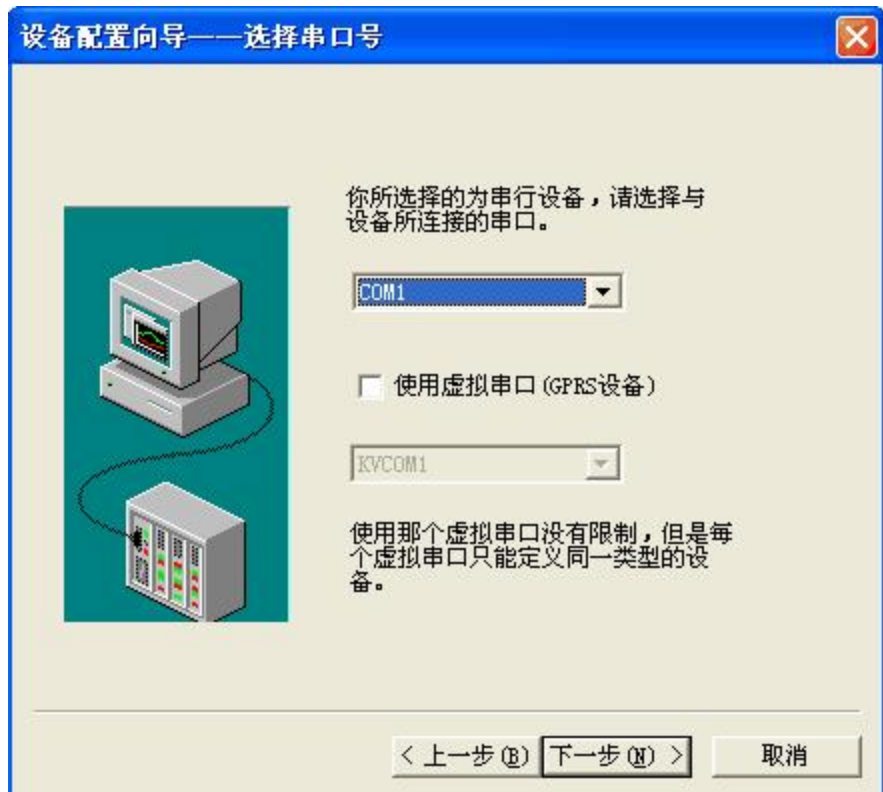 设备配置向导——选择串口号
你所选择的为串行设备，请选择与
设备所连接的串口。
COM1
使用虚拟串口(GPRS设备)
KVCOM1
使用那个虚拟串口没有限制，但是每
个虚拟串口只能定义同一类型的设
备。
< 上一步(B) 下一步(N) > 取消